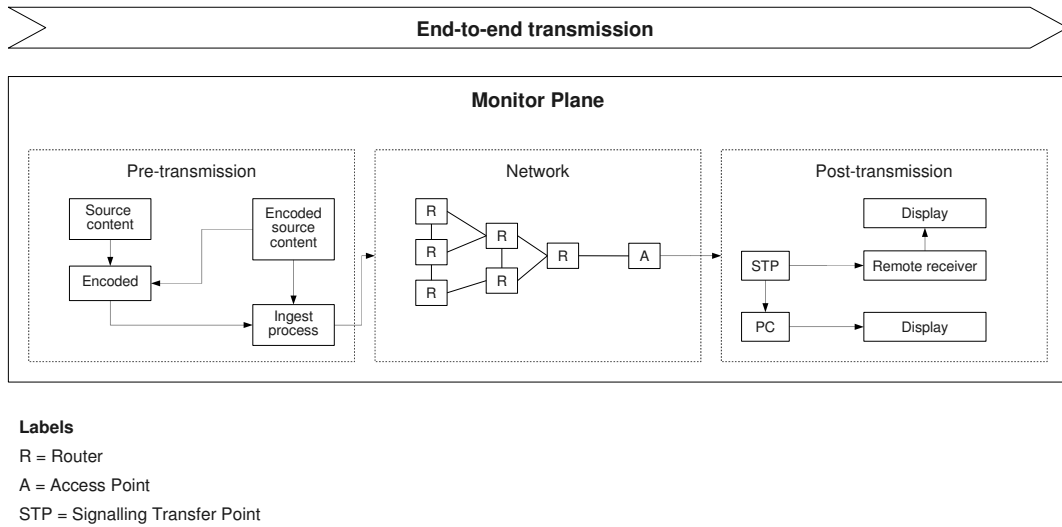 End-to-end transmission
Monitor Plane
Pre-transmission
Source
content
Encoded
source
content
Encoded
Ingest
process
Network
R
R
R
R
R
R
A
Post-transmission
Display
STP
Remote receiver
PC
Display
Labels
R = Router
A = Access Point
STP = Signalling Transfer Point